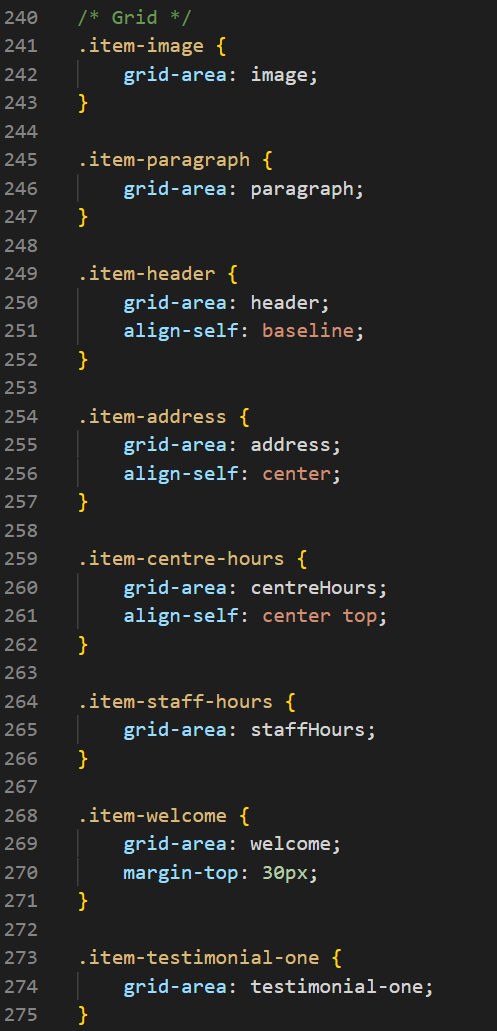 240 /* Grid */
241 .item-image {
242     grid-area: image;
243 }
244
245 .item-paragraph {
246     grid-area: paragraph;
247 }
248
249 .item-header {
250     grid-area: header;
251     align-self: baseline;
252 }
253
254 .item-address {
255     grid-area: address;
256     align-self: center;
257 }
258
259 .item-centre-hours {
260     grid-area: centreHours;
261     align-self: center top;
262 }
263
264 .item-staff-hours {
265     grid-area: staffHours;
266 }
267
268 .item-welcome {
269     grid-area: welcome;
270     margin-top: 30px;
271 }
272
273 .item-testimonial-one {
274     grid-area: testimonial-one;
275 }